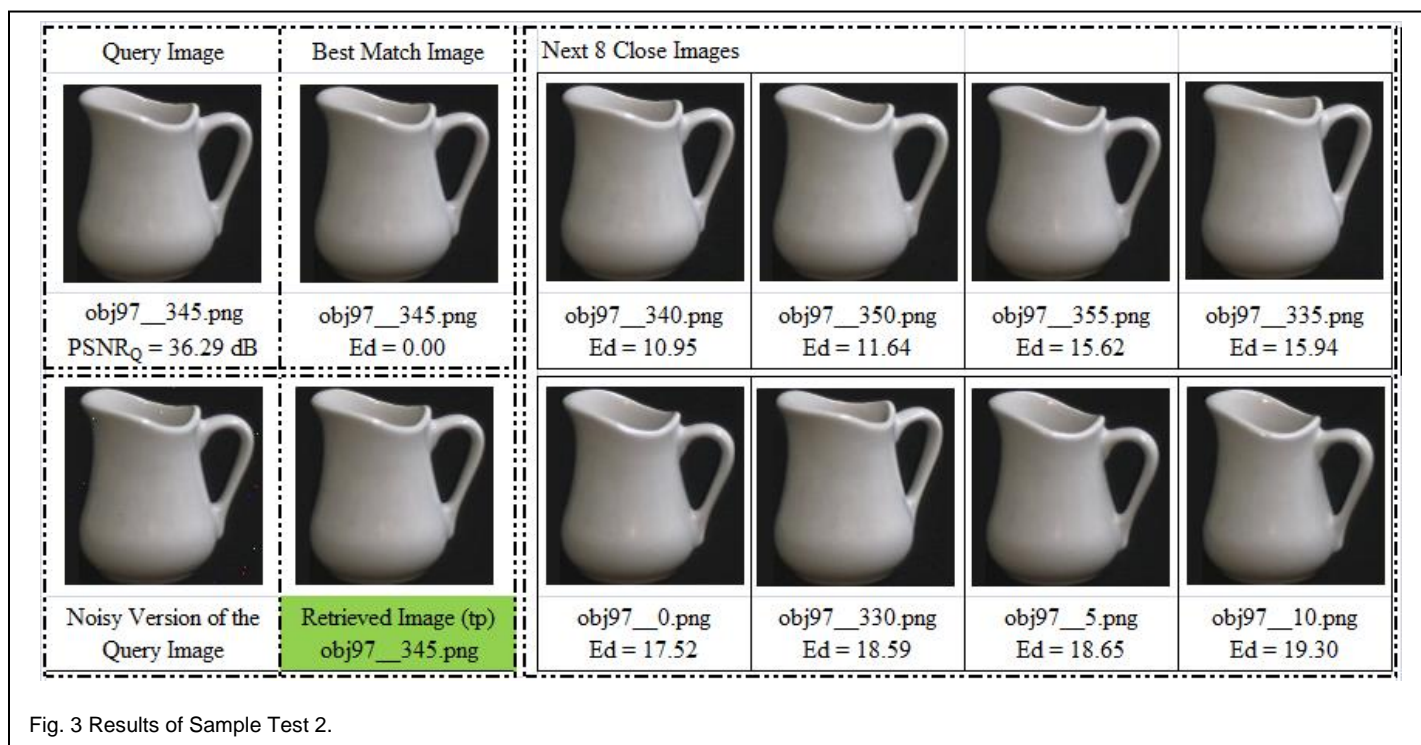 Query Image
Best Match Image
Next 8 Close Images
obj97__345.png
PSNRQ = 36.29 dB
obj97__345.png
Ed = 0.00
obj97__340.png
Ed = 10.95
obj97__350.png
Ed = 11.64
obj97__355.png
Ed = 15.62
obj97__335.png
Ed = 15.94
Noisy Version of the
Query Image
Retrieved Image (tp)
obj97__345.png
obj97__0.png
Ed = 17.52
obj97__330.png
Ed = 18.59
obj97__5.png
Ed = 18.65
obj97__10.png
Ed = 19.30
Fig. 3 Results of Sample Test 2.